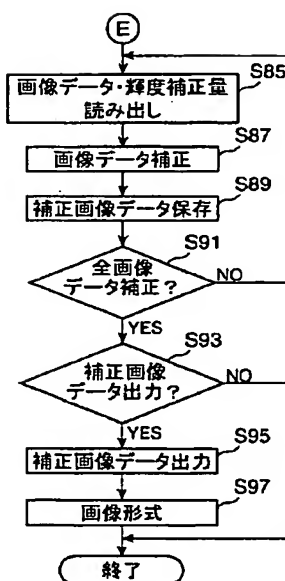 E
S85
画像データ・輝度補正量
読み出し
S87
画像データ補正
S89
補正画像データ保存
S91
全画像
データ補正?
NO
YES
S93
補正画像
データ出力?
NO
YES
S95
補正画像データ出力
S97
画像形式
終了